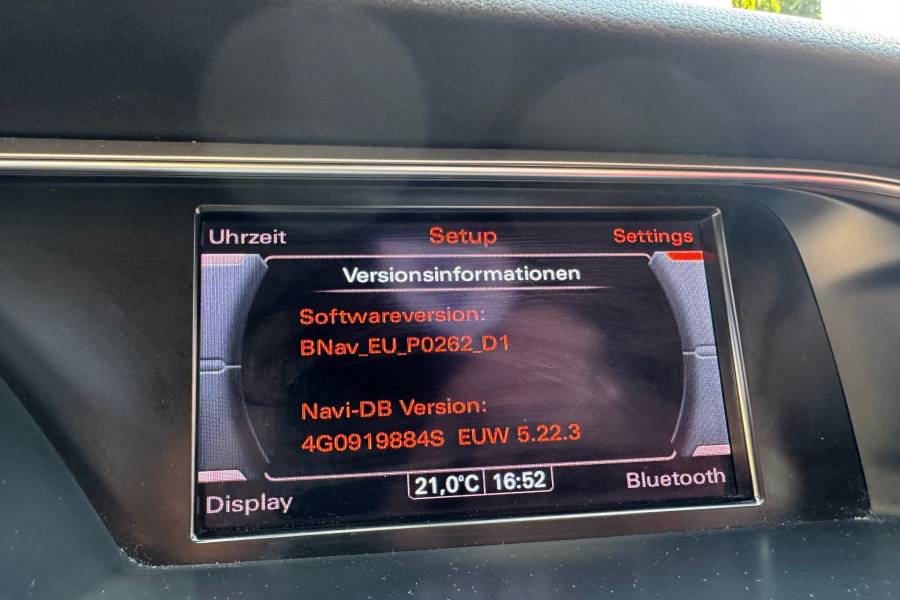 Uhrzeit Setup Settings
Versionsinformationen
Softwareversion:
BNav_EU_P0262_D1
Navi-DB Version:
4G0919884S EUW 5.22.3
Display 21,0°C 16:52 Bluetooth